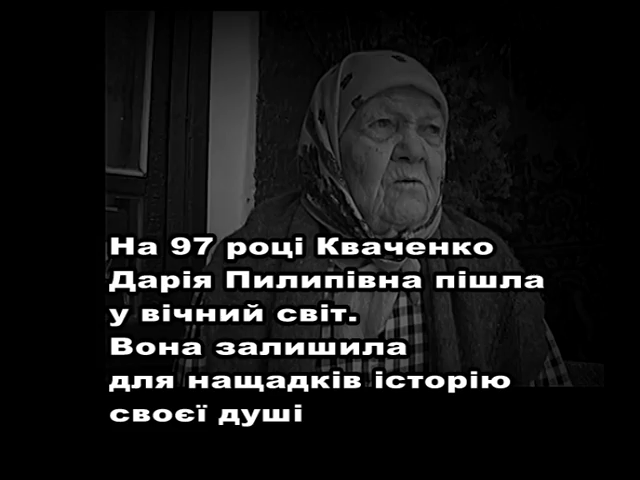 На 97 році Кваченко
Дарія Пилипівна пішла
у вічний світ.
Вона залишила
для нащадків історію
своєї душі